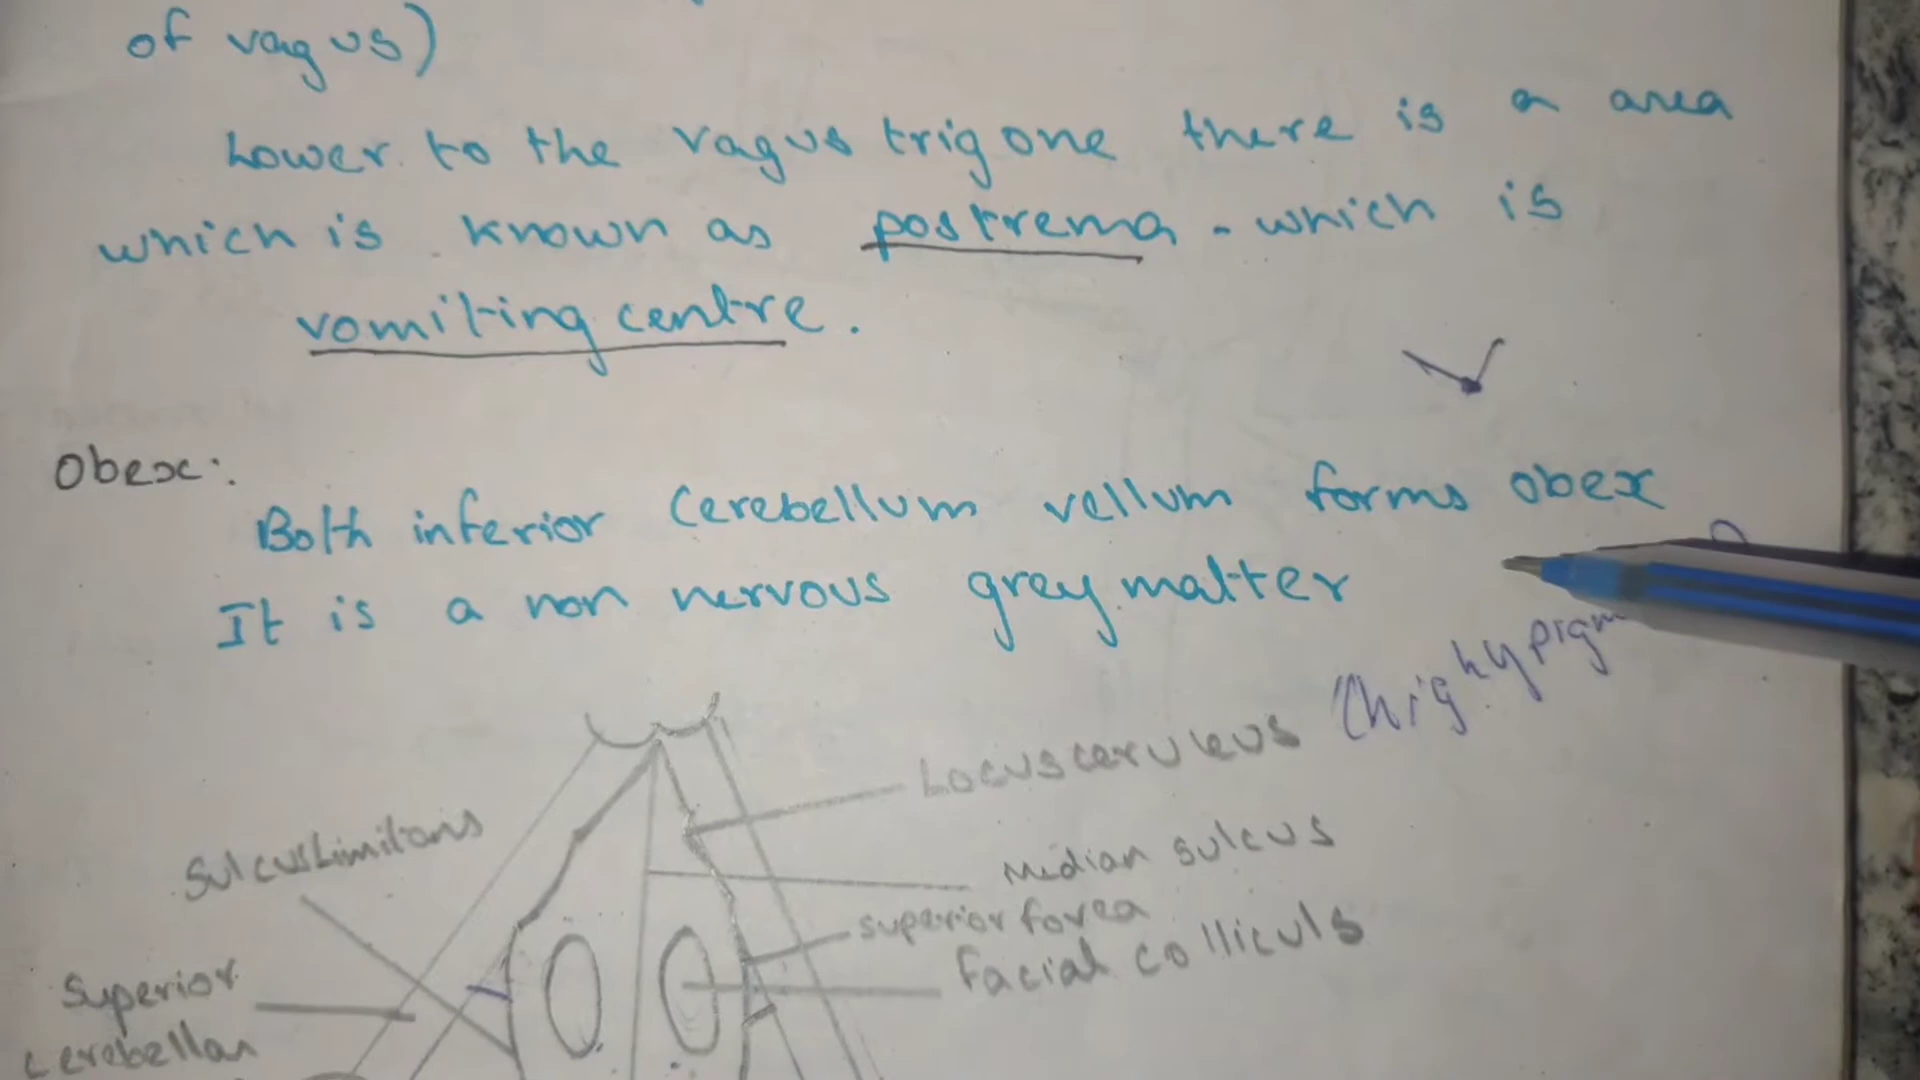 of vagus)
Lower to the vagus trigone there is a area
which is known as postrema - which is
vomiting centre.
Obex:
Both inferior Cerebellum vellum forms obex
It is a non nervous grey matter
(highly
Locus ceruleus
Sulcus Limitans
Median sulcus
superior fovea
facial colliculs
Superior
cerebellar